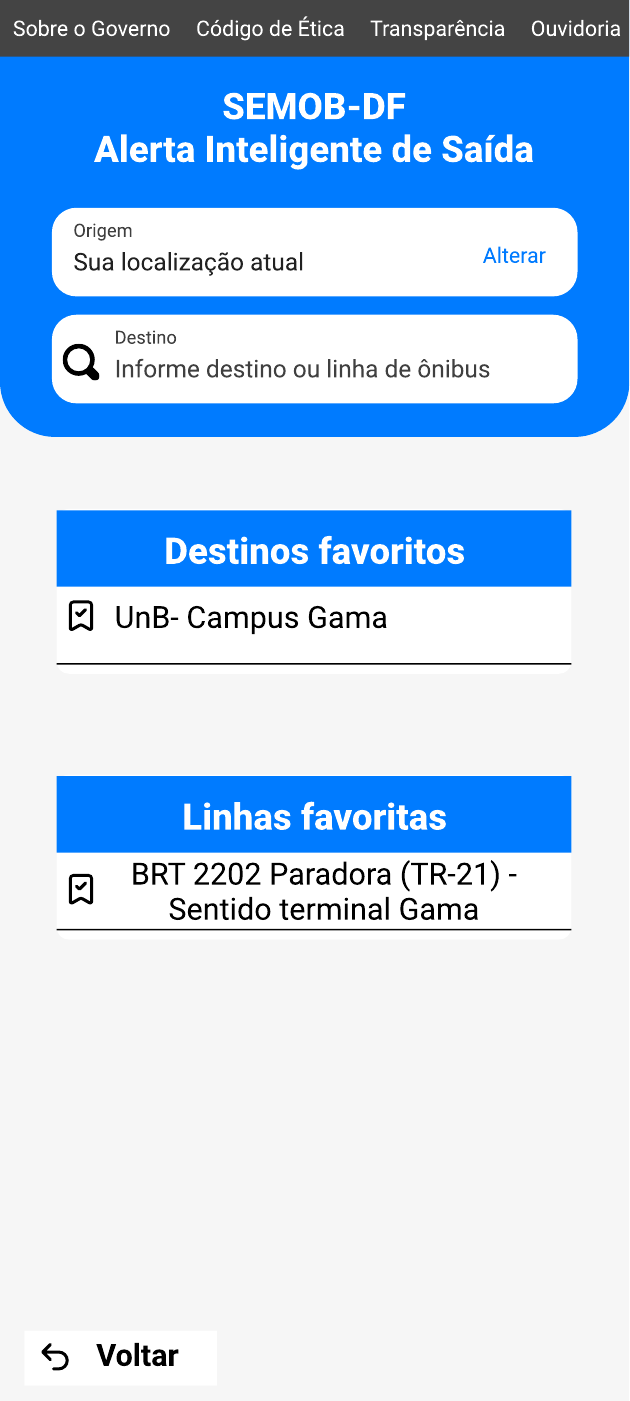 Sobre o Governo Código de Ética Transparência Ouvidoria
SEMOB-DF
Alerta Inteligente de Saída
Origem
Sua localização atual
Alterar
Destino
Informe destino ou linha de ônibus
Destinos favoritos
UnB- Campus Gama
Linhas favoritas
BRT 2202 Paradora (TR-21) -
Sentido terminal Gama
Voltar